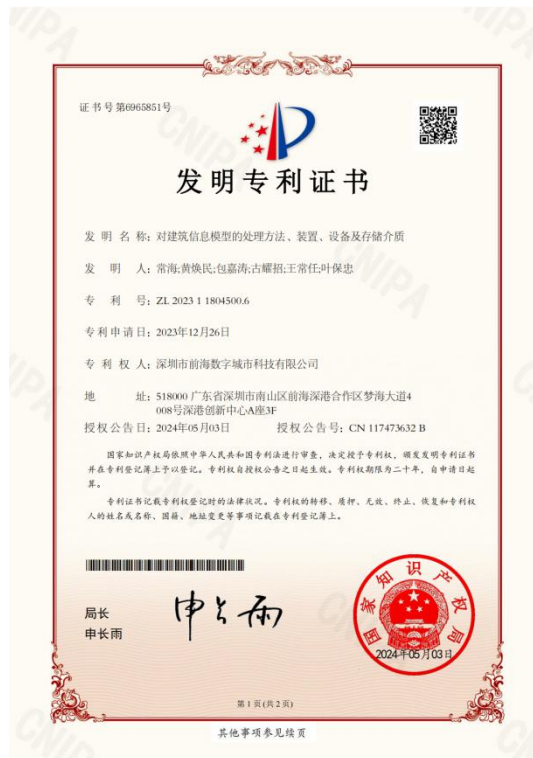 证书号第6965851号
发明专利证书
发 明 名 称：对建筑信息模型的处理方法、装置、设备及存储介质
发 明 人：常海;黄焕民;包嘉涛;古耀招;王常任;叶保忠
专 利 号：ZL 2023 1 1804500.6
专利申请日：2023年12月26日
专 利 权 人：深圳市前海数字城市科技有限公司
地 址：518000 广东省深圳市南山区前海深港合作区梦海大道4
008号深港创新中心A座3F
授权公告日：2024年05月03日 授权公告号：CN 117473632 B
国家知识产权局依照中华人民共和国专利法进行审查，决定授予专利权，颁发发明专利证书
并在专利登记簿上予以登记。专利权自授权公告之日起生效。专利权期限为二十年，自申请日起
算。
专利证书记载专利权登记时的法律状况。专利权的转移、质押、无效、终止、恢复和专利权
人的姓名或名称、国籍、地址变更等事项记载在专利登记簿上。
局长
申长雨
申长雨
国家知识产权局
2024年05月03日
第 1 页 (共 2 页)
其他事项参见续页
CNIPA